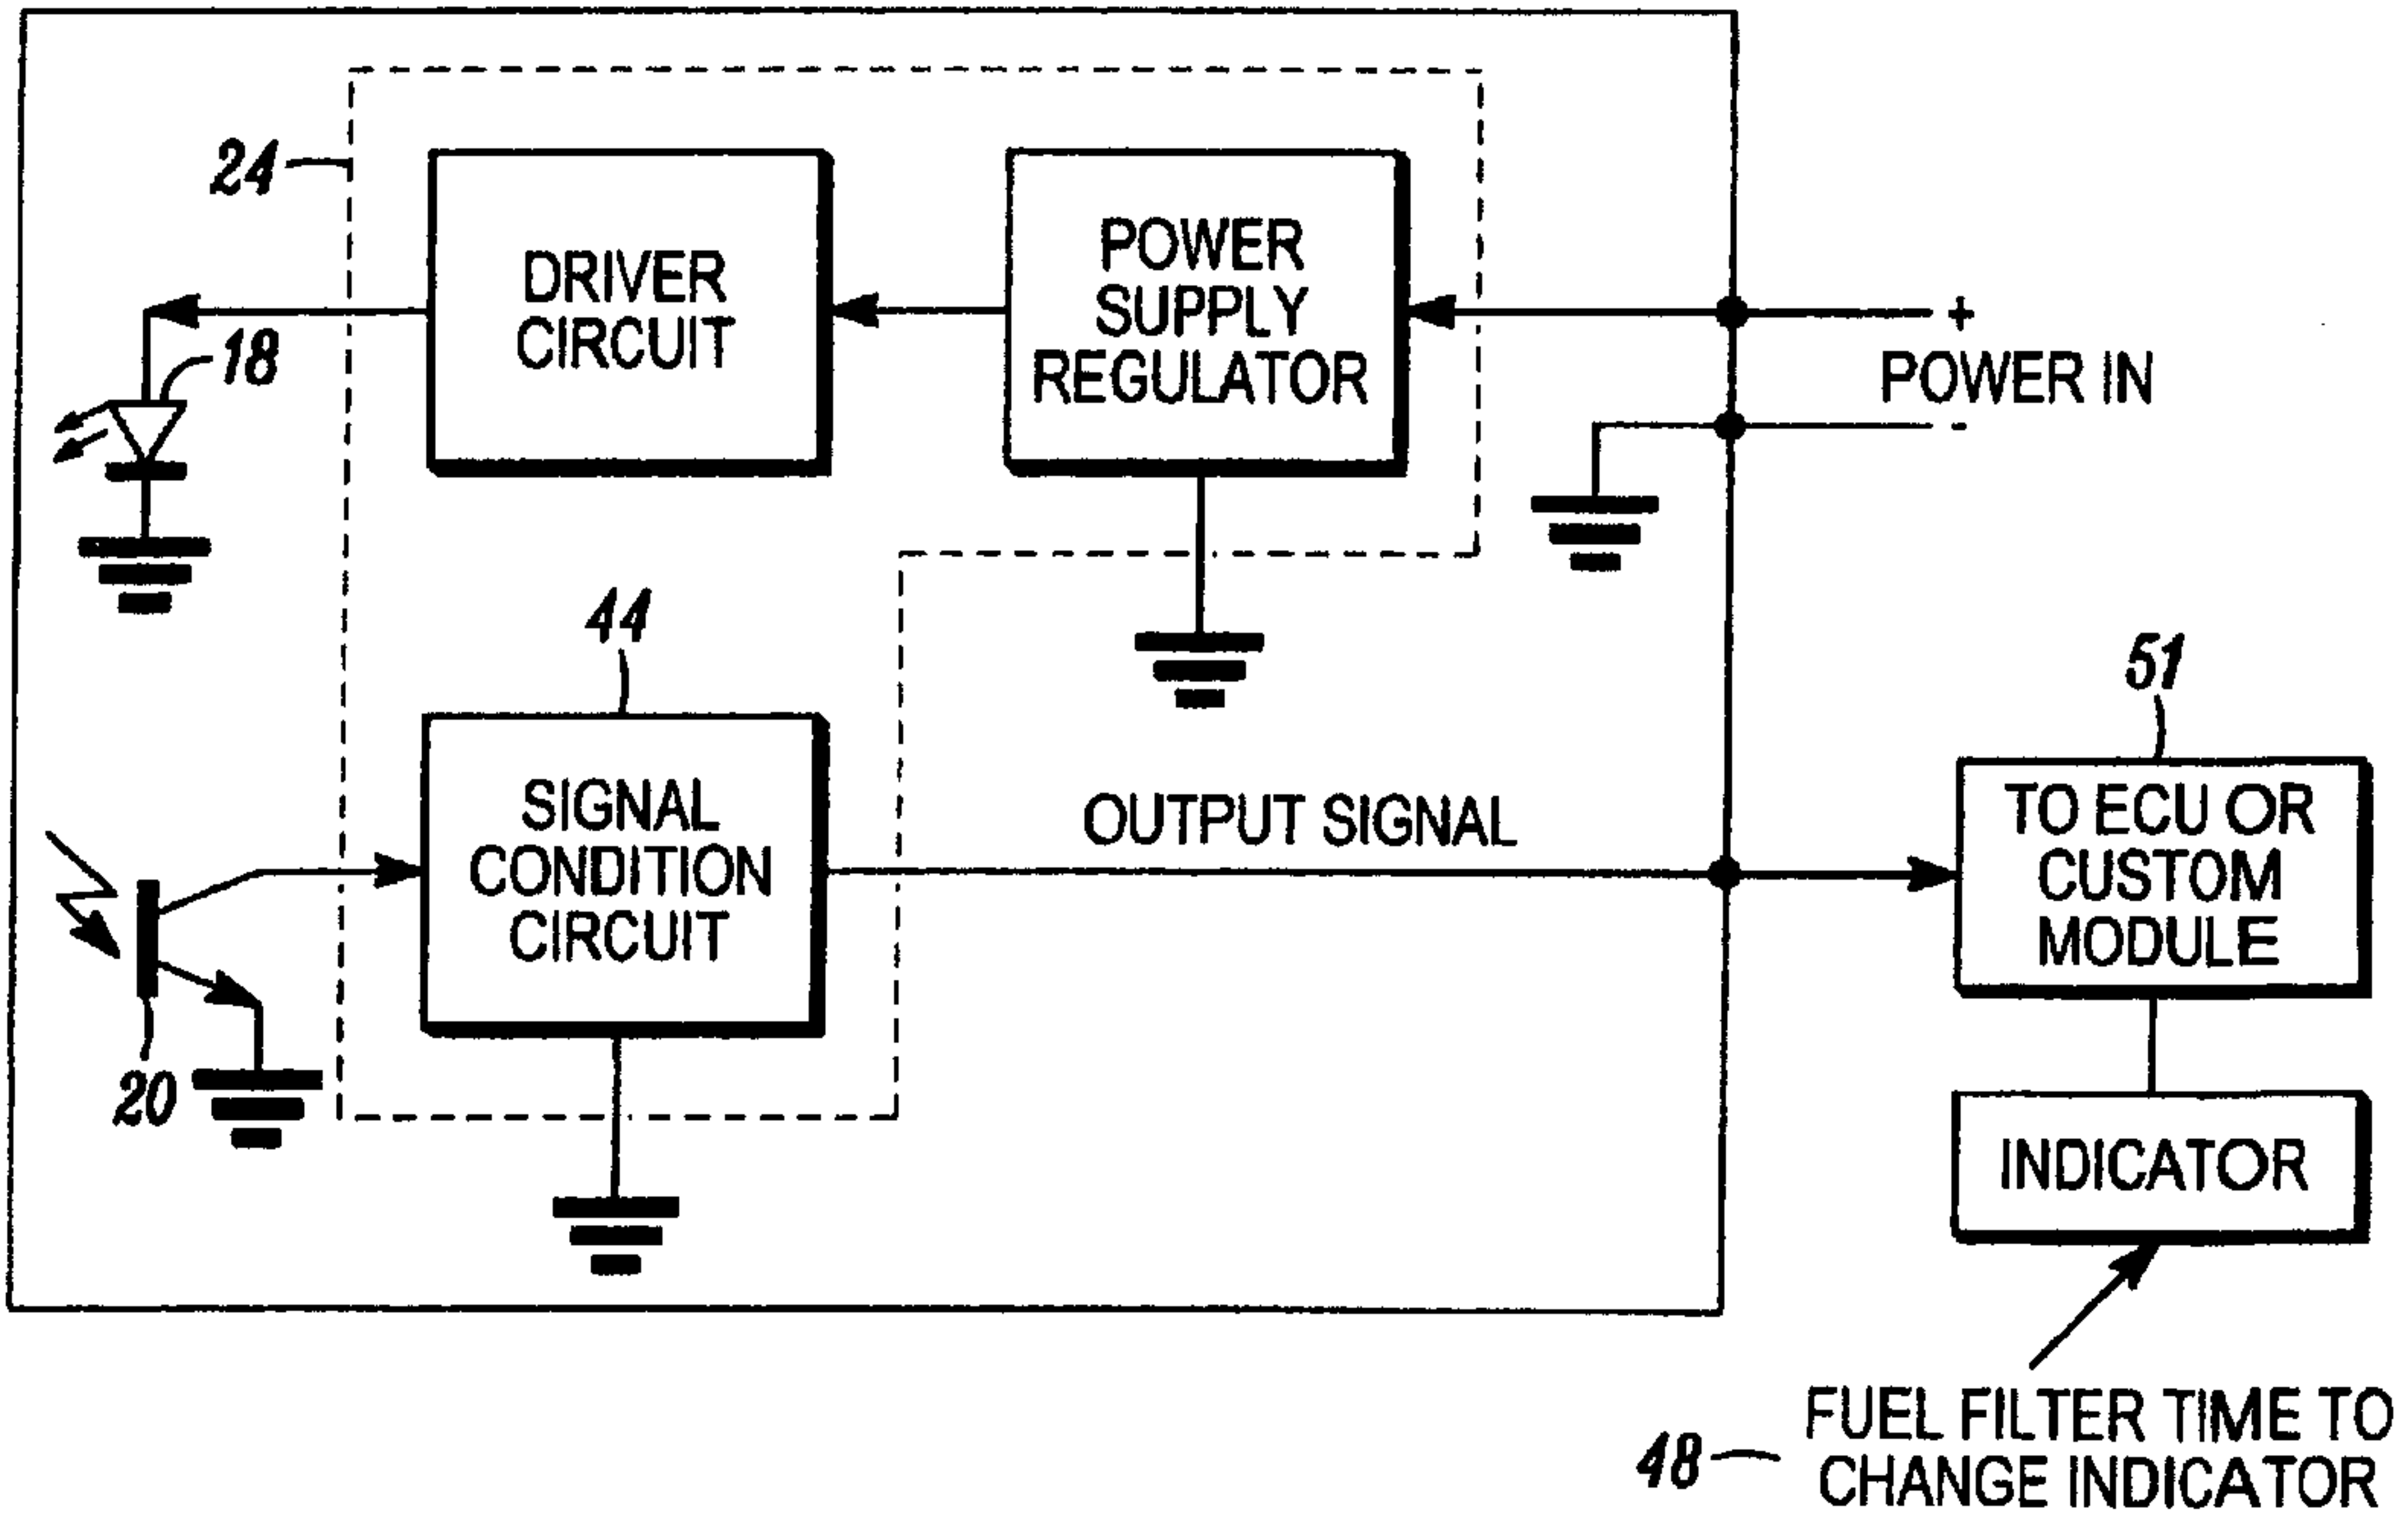 24
DRIVER
CIRCUIT
POWER
SUPPLY
REGULATOR
+
POWER IN
-
18
44
SIGNAL
CONDITION
CIRCUIT
OUTPUT SIGNAL
51
TO ECU OR
CUSTOM
MODULE
20
INDICATOR
48
FUEL FILTER TIME TO
CHANGE INDICATOR